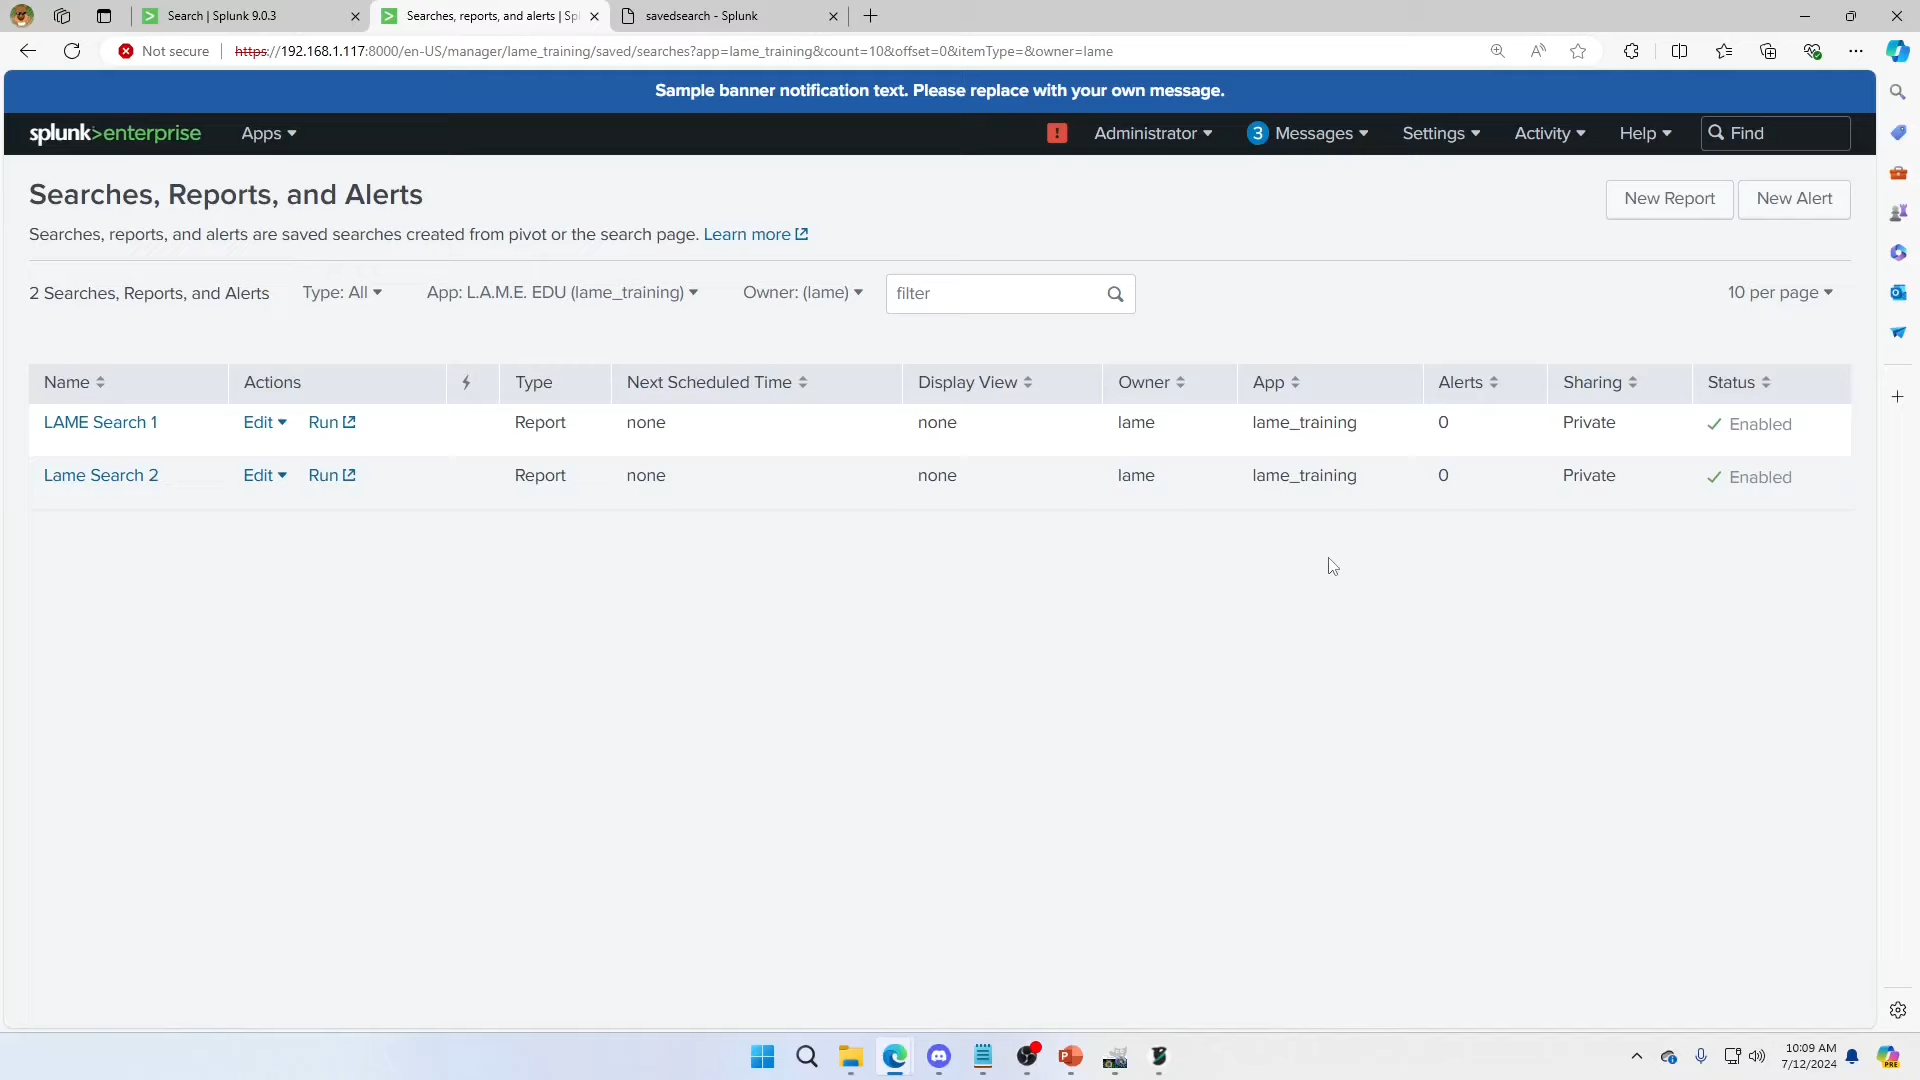 Search | Splunk 9.0.3
Searches, reports, and alerts | Spl
savedsearch - Splunk
Not secure
https://192.168.1.117:8000/en-US/manager/lame_training/saved/searches?app=lame_training&count=10&offset=0&itemType=&owner=lame
Sample banner notification text. Please replace with your own message.
splunk>enterprise Apps
! Administrator 3 Messages Settings Activity Help Find
Searches, Reports, and Alerts
New Report New Alert
Searches, reports, and alerts are saved searches created from pivot or the search page. Learn more
2 Searches, Reports, and Alerts Type: All App: L.A.M.E. EDU (lame_training) Owner: (lame) filter 10 per page
Name Actions Type Next Scheduled Time Display View Owner App Alerts Sharing Status
LAME Search 1 Edit Run Report none none lame lame_training 0 Private Enabled
Lame Search 2 Edit Run Report none none lame lame_training 0 Private Enabled
10:09 AM
7/12/2024
PRE